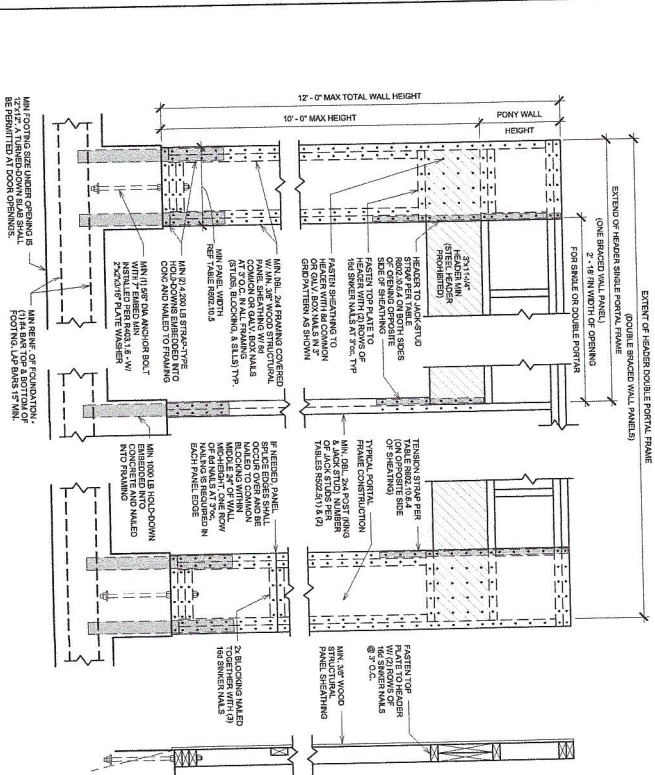 EXTENT OF HEADER DOUBLE PORTAL FRAME
(DOUBLE BRACED WALL PANELS)
EXTEND OF HEADER SINGLE PORTAL FRAME
(ONE BRACED WALL PANEL)
2' - 18' FIN WIDTH OF OPENING
FOR SINGLE OR DOUBLE PORTAR
12' - 0" MAX TOTAL WALL HEIGHT
10' - 0" MAX HEIGHT
PONY WALL
HEIGHT
3"x11-1/4"
HEADER MIN
(STEEL HEADER
PROHIBITED)
HEADER TO JACK-STUD
STRAP PER TABLE
R602.10.6.4 ON BOTH SIDES
OF OPENING OPPOSITE
SIDE OF SHEATHING
FASTEN TOP PLATE TO
HEADER WITH (2) ROWS OF
16d SINKER NAILS AT 3"oc. TYP
FASTEN SHEATHING TO
HEADER WITH 8d COMMON
OR GALV. BOX NAILS IN 3"
GRID PATTERN AS SHOWN
MIN. DBL. 2x4 FRAMING COVERED
W/ MIN. 3/8" WOOD STRUCTURAL
PANEL SHEATHING W/ 8d
COMMON OR GALV. BOX NAILS
AT 3"O.C. IN ALL FRAMING
(STUDS, BLOCKING, & SILLS) TYP.
MIN PANEL WIDTH
REF TABLE R602.10.5
MIN (2) 4,200 LB STRAP-TYPE
HOLD-DOWNS EMBEDDED INTO
CONC AND NAILED TO FRAMING
MIN (1) 5/8" DIA ANCHOR BOLT
WITH 7" EMBED MIN
INSTALLED PER R403.1.6 - W/
2"x2"x3/16" PLATE WASHER
MIN FOOTING SIZE UNDER OPENING IS
12"x12". A TURNED-DOWN SLAB SHALL
BE PERMITTED AT DOOR OPENINGS.
MIN REINF. OF FOUNDATION -
(1) #4 BAR TOP & BOTTOM OF
FOOTING. LAP BARS 15" MIN.
TENSION STRAP PER
TABLE R602.10.6.4
(ON OPPOSITE SIDE
OF SHEATING)
MIN. DBL. 2x4 POST (KING
& JACK STUD). NUMBER
OF JACK STUDS PER
TABLES R502.5(1) & (2)
TYPICAL PORTAL
FRAME CONSTRUCTION
IF NEEDED, PANEL
SPLICE EDGES SHALL
OCCUR OVER AND BE
NAILED TO COMMON
BLOCKING WITHIN
MIDDLE 24" OF WALL
MID-HEIGHT. ONE ROW
OF 8d NAILS AT 3"oc.
NAILING IS REQUIRED IN
EACH PANEL EDGE
MIN 1000 LB HOLD-DOWN
EMBEDDED INTO
CONCRETE AND NAILED
INTO FRAMING
FASTEN TOP
PLATE TO HEADER
W/ (2) ROWS OF
16d SINKER NAILS
@ 3" O.C.
MIN. 3/8" WOOD
STRUCTURAL
PANEL SHEATHING
2x BLOCKING NAILED
TOGETHER WITH (3)
16d SINKER NAILS